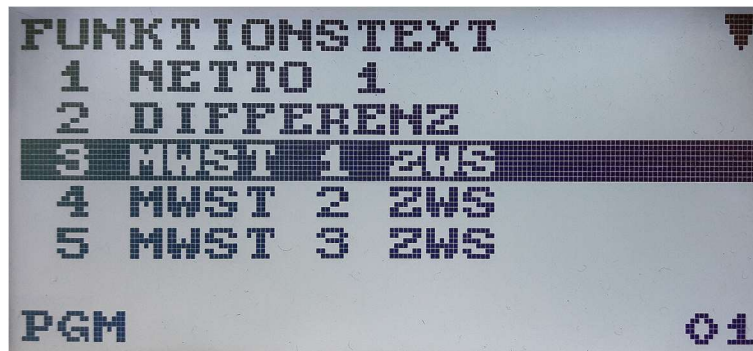 FUNKTIONSTEXT
1 NETTO 1
2 DIFFERENZ
3 MWST 1 ZWS
4 MWST 2 ZWS
5 MWST 3 ZWS
PGM 01